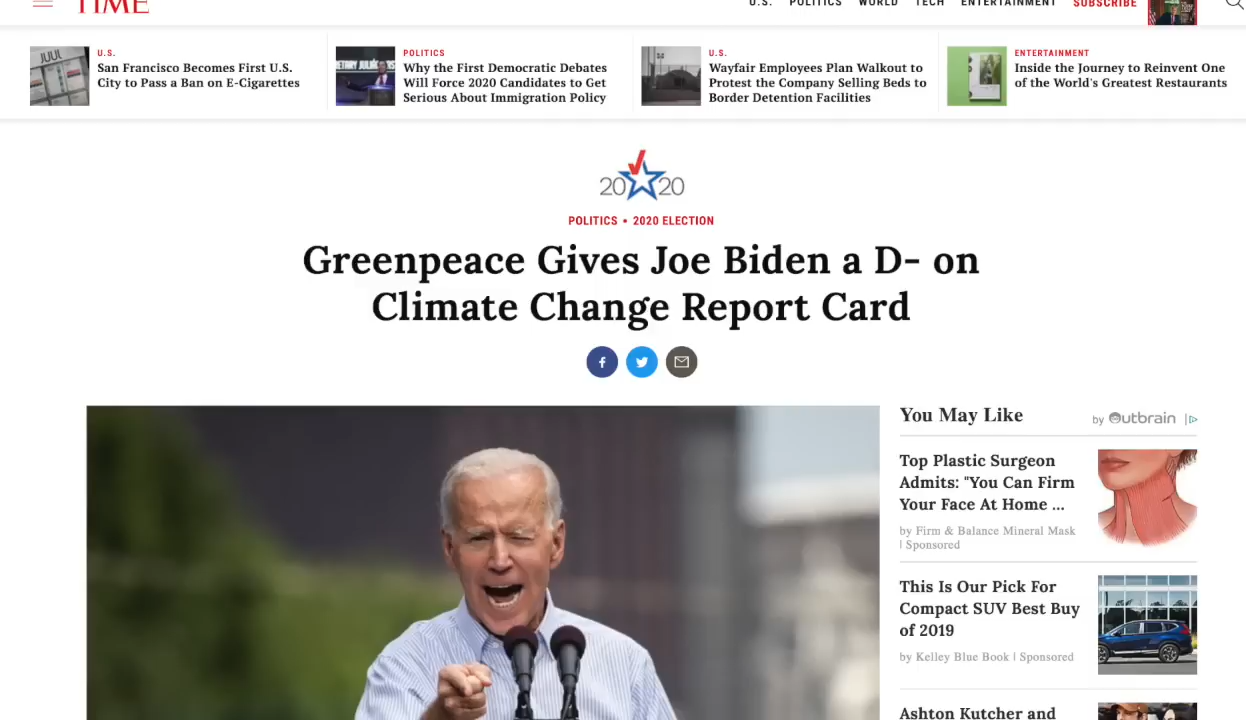 TIME
U.S. POLITICS WORLD TECH ENTERTAINMENT SUBSCRIBE
JUUL
U.S.
San Francisco Becomes First U.S.
City to Pass a Ban on E-Cigarettes
POLITICS
Why the First Democratic Debates
Will Force 2020 Candidates to Get
Serious About Immigration Policy
U.S.
Wayfair Employees Plan Walkout to
Protest the Company Selling Beds to
Border Detention Facilities
ENTERTAINMENT
Inside the Journey to Reinvent One
of the World's Greatest Restaurants
20 20
POLITICS • 2020 ELECTION
Greenpeace Gives Joe Biden a D- on
Climate Change Report Card
You May Like
by Outbrain
Top Plastic Surgeon
Admits: "You Can Firm
Your Face At Home ...
by Firm & Balance Mineral Mask
| Sponsored
This Is Our Pick For
Compact SUV Best Buy
of 2019
by Kelley Blue Book | Sponsored
Ashton Kutcher and